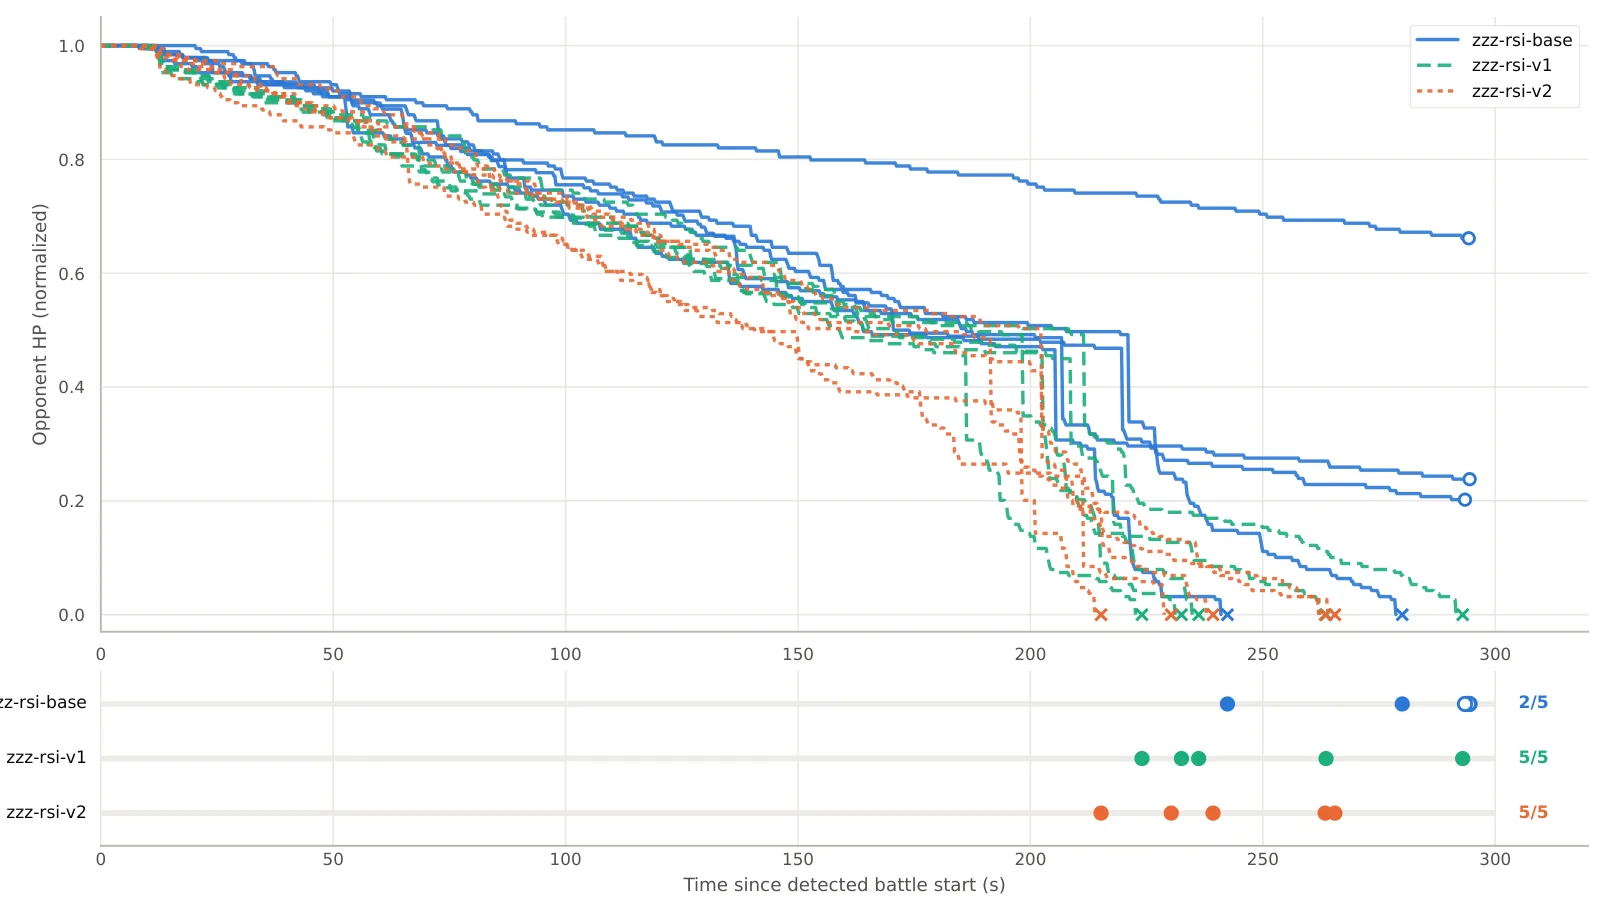 zzz-rsi-base
zzz-rsi-v1
zzz-rsi-v2
Opponent HP (normalized)
1.0
0.8
0.6
0.4
0.2
0.0
0 50 100 150 200 250 300
zz-rsi-base 2/5
zzz-rsi-v1 5/5
zzz-rsi-v2 5/5
0 50 100 150 200 250 300
Time since detected battle start (s)